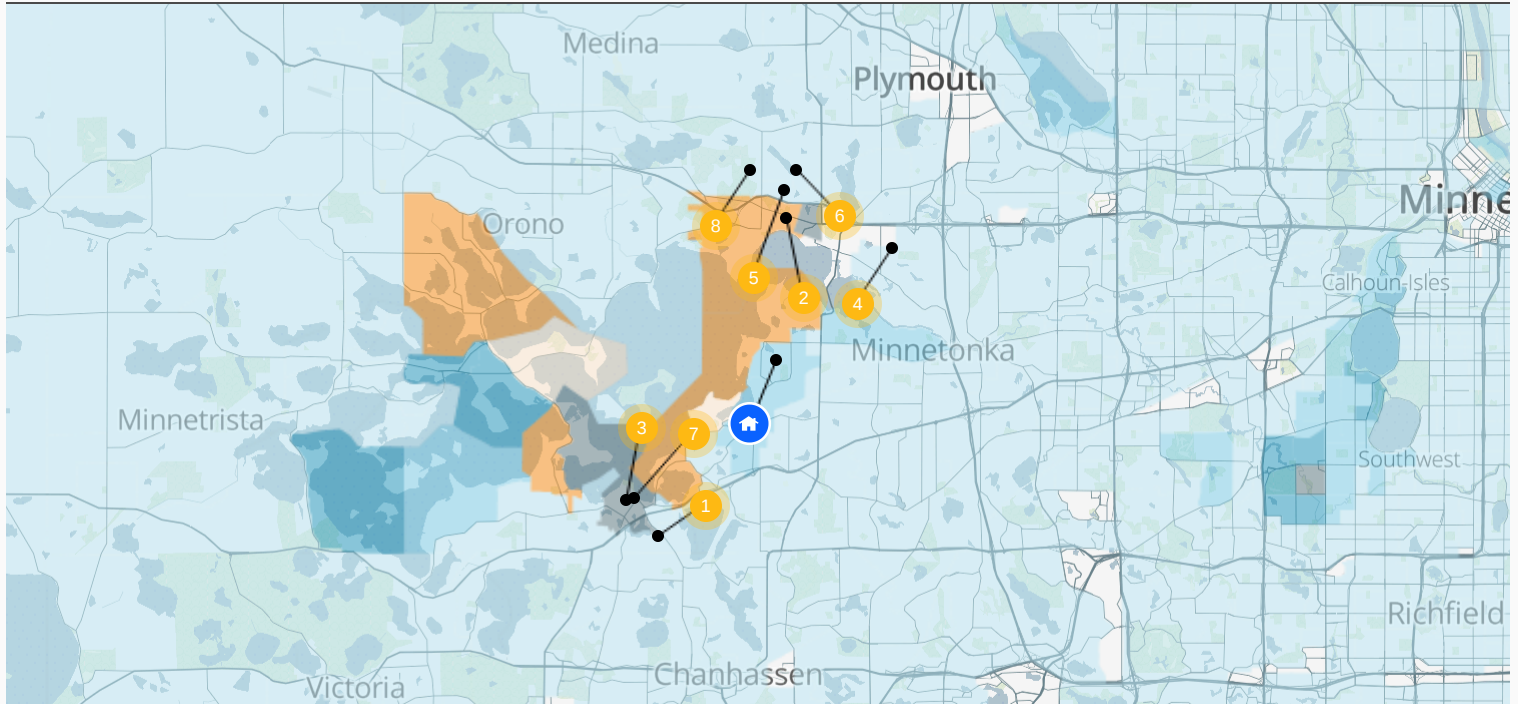 Medina
Plymouth
Minne
Orono
8
6
5
2
4
Calhoun-Isles
Minnetonka
Minnetrista
3
7
Southwest
1
Richfield
Chanhassen
Victoria